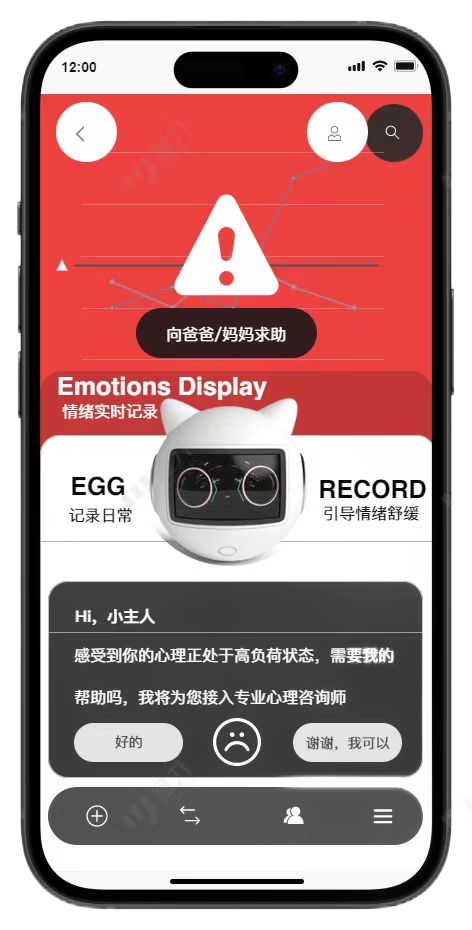 12:00
向爸爸/妈妈求助
Emotions Display
情绪实时记录
EGG
记录日常
RECORD
引导情绪舒缓
Hi，小主人
感受到你的心理正处于高负荷状态，需要我的
帮助吗，我将为您接入专业心理咨询师
好的
谢谢，我可以